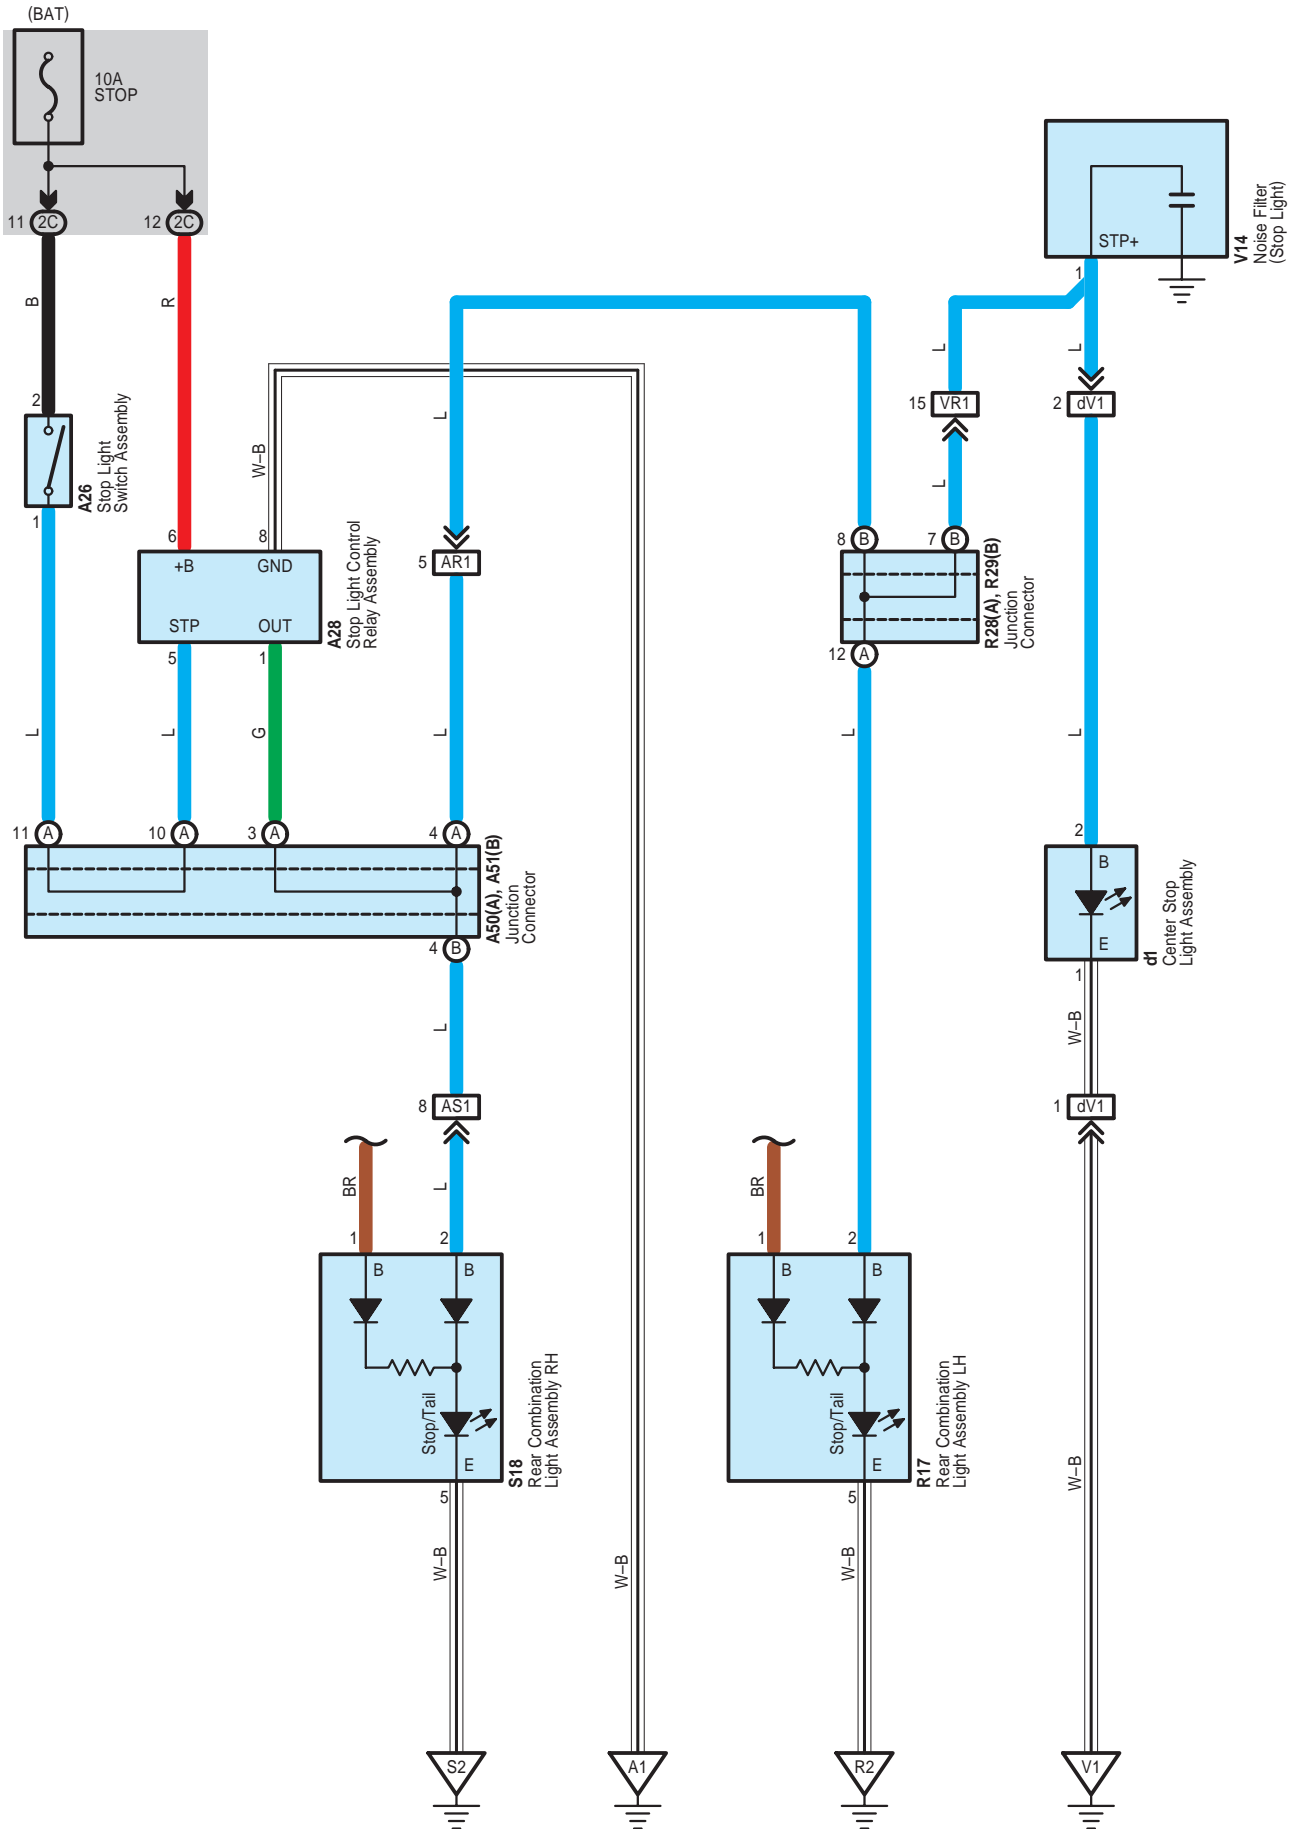 (BAT)
10A
STOP
11
2C
12
2C
B
R
2
A26
Stop Light
Switch Assembly
1
6
8
W–B
+B
GND
STP
OUT
A28
Stop Light Control
Relay Assembly
5
1
L
5
AR1
L
L
G
L
11
A
10
A
3
A
4
A
A50(A), A51(B)
Junction
Connector
4
B
L
8
AS1
BR
L
1
2
B
B
Stop/Tail
E
S18
Rear Combination
Light Assembly RH
5
W–B
S2
W–B
A1
STP+
V14
Noise Filter
(Stop Light)
1
L
L
15
VR1
2
dV1
L
8
B
7
B
R28(A), R29(B)
Junction
Connector
12
A
L
L
2
B
E
d1
Center Stop
Light Assembly
1
W–B
1
dV1
BR
1
2
B
B
Stop/Tail
E
R17
Rear Combination
Light Assembly LH
5
W–B
W–B
R2
V1